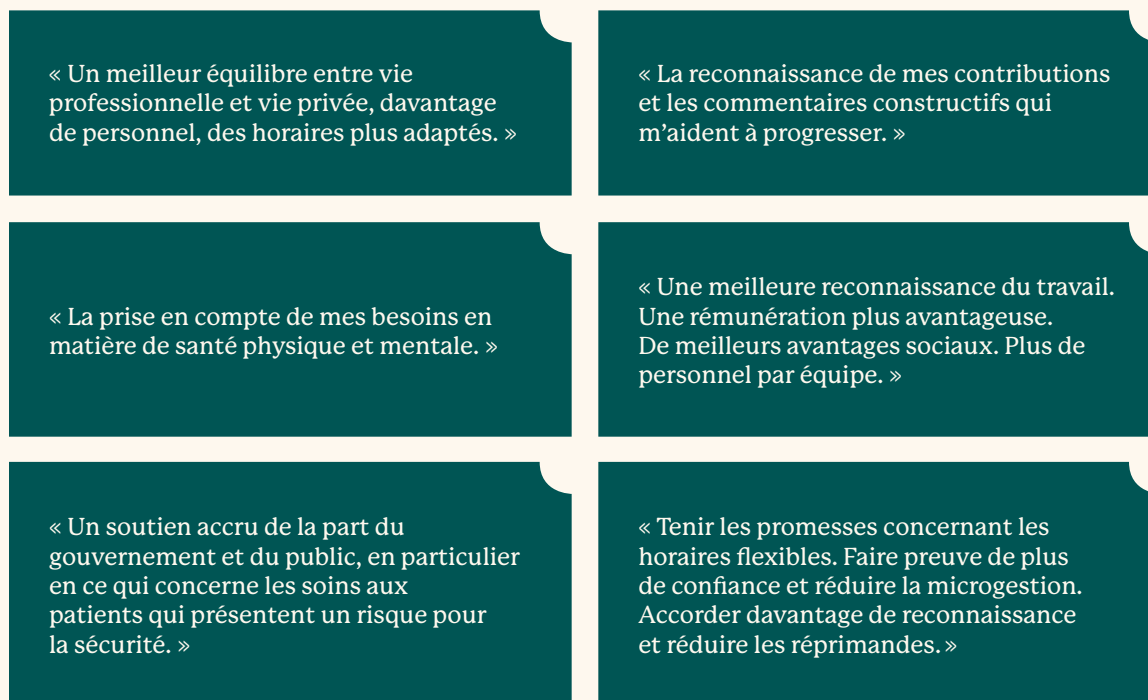 « Un meilleur équilibre entre vie
professionnelle et vie privée, davantage
de personnel, des horaires plus adaptés. »
« La reconnaissance de mes contributions
et les commentaires constructifs qui
m’aident à progresser. »
« La prise en compte de mes besoins en
matière de santé physique et mentale. »
« Une meilleure reconnaissance du travail.
Une rémunération plus avantageuse.
De meilleurs avantages sociaux. Plus de
personnel par équipe. »
« Un soutien accru de la part du
gouvernement et du public, en particulier
en ce qui concerne les soins aux
patients qui présentent un risque pour
la sécurité. »
« Tenir les promesses concernant les
horaires flexibles. Faire preuve de plus
de confiance et réduire la microgestion.
Accorder davantage de reconnaissance
et réduire les réprimandes. »